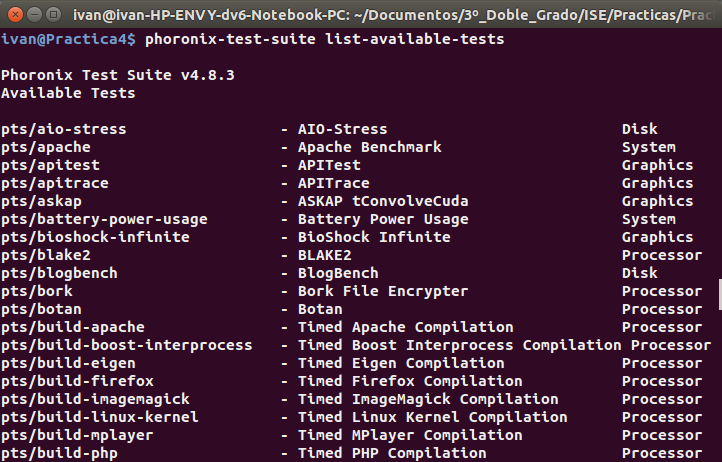 ivan@ivan-HP-ENVY-dv6-Notebook-PC: ~/Documentos/3º_Doble_Grado/ISE/Practicas/Prac
ivan@Practica4$ phoronix-test-suite list-available-tests
Phoronix Test Suite v4.8.3
Available Tests
pts/aio-stress - AIO-Stress Disk
pts/apache - Apache Benchmark System
pts/apitest - APITest Graphics
pts/apitrace - APITrace Graphics
pts/askap - ASKAP tConvolveCuda Graphics
pts/battery-power-usage - Battery Power Usage System
pts/bioshock-infinite - BioShock Infinite Graphics
pts/blake2 - BLAKE2 Processor
pts/blogbench - BlogBench Disk
pts/bork - Bork File Encrypter Processor
pts/botan - Botan Processor
pts/build-apache - Timed Apache Compilation Processor
pts/build-boost-interprocess - Timed Boost Interprocess Compilation Processor
pts/build-eigen - Timed Eigen Compilation Processor
pts/build-firefox - Timed Firefox Compilation Processor
pts/build-imagemagick - Timed ImageMagick Compilation Processor
pts/build-linux-kernel - Timed Linux Kernel Compilation Processor
pts/build-mplayer - Timed MPlayer Compilation Processor
pts/build-php - Timed PHP Compilation Processor